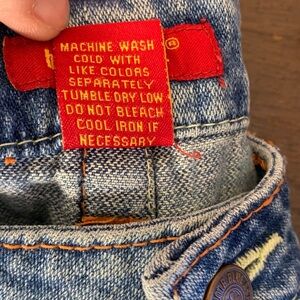 MACHINE WASH
COLD WITH
LIKE COLORS
SEPARATELY
TUMBLE DRY LOW
DO NOT BLEACH
COOL IRON IF
NECESSARY
®